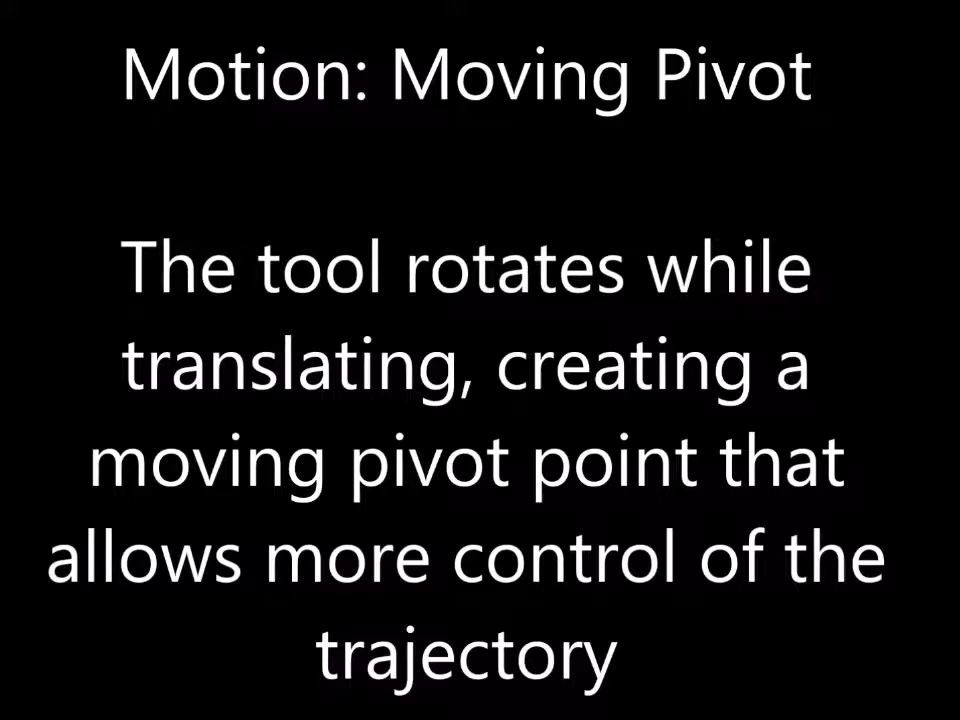 Motion: Moving Pivot
The tool rotates while
translating, creating a
moving pivot point that
allows more control of the
trajectory